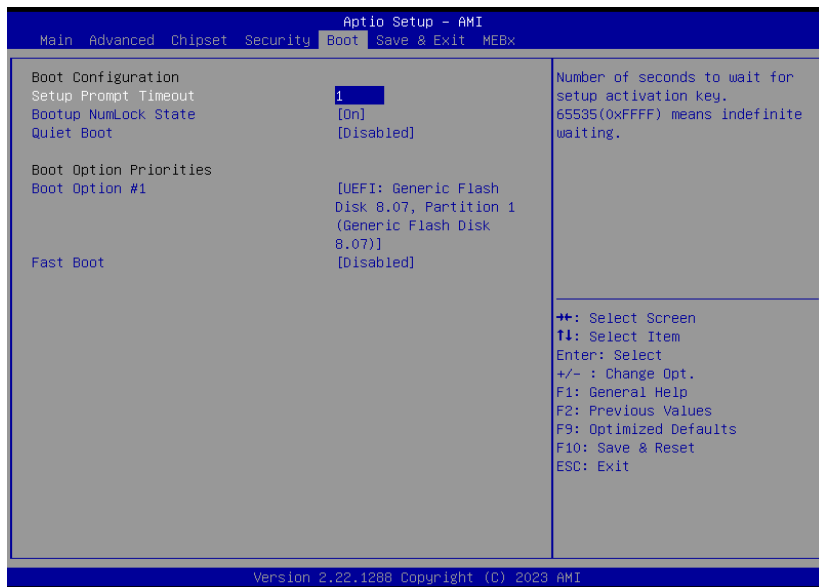 Aptio Setup – AMI
Main Advanced Chipset Security Boot Save & Exit MEBx
Boot Configuration
Setup Prompt Timeout 1
Bootup NumLock State [On]
Quiet Boot [Disabled]
Boot Option Priorities
Boot Option #1 [UEFI: Generic Flash
Disk 8.07, Partition 1
(Generic Flash Disk
8.07)]
Fast Boot [Disabled]
Number of seconds to wait for
setup activation key.
65535(0xFFFF) means indefinite
waiting.
→←: Select Screen
↑↓: Select Item
Enter: Select
+/- : Change Opt.
F1: General Help
F2: Previous Values
F9: Optimized Defaults
F10: Save & Reset
ESC: Exit
Version 2.22.1288 Copyright (C) 2023 AMI